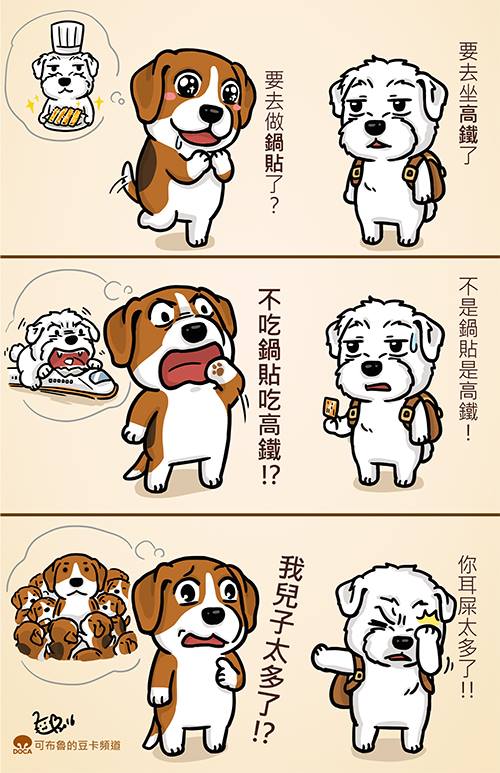 要去坐高鐵了
要去做鍋貼了?
不是鍋貼是高鐵!
不吃鍋貼吃高鐵!?
你耳屎太多了!!
我兒子太多了!?
DOCA
可布魯的豆卡頻道